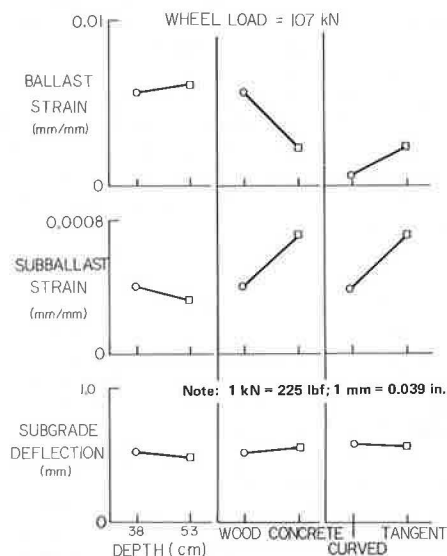 WHEEL LOAD = 107 kN
0.01
BALLAST
STRAIN
(mm/mm)
0
0.0008
SUBBALLAST
STRAIN
(mm/mm)
0
1.0
Note: 1 kN = 225 lbf; 1 mm = 0.039 in.
SUBGRADE
DEFLECTION
(mm)
0
38 53 WOOD CONCRETE TANGENT
DEPTH (cm) CURVED